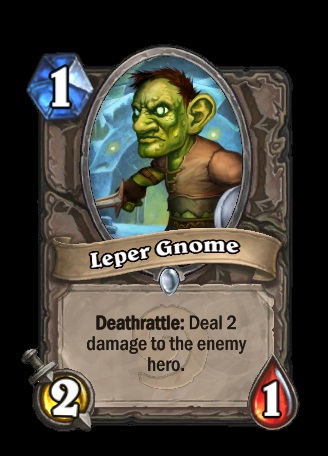 1
Leper Gnome
Deathrattle: Deal 2
damage to the enemy
hero.
2
1